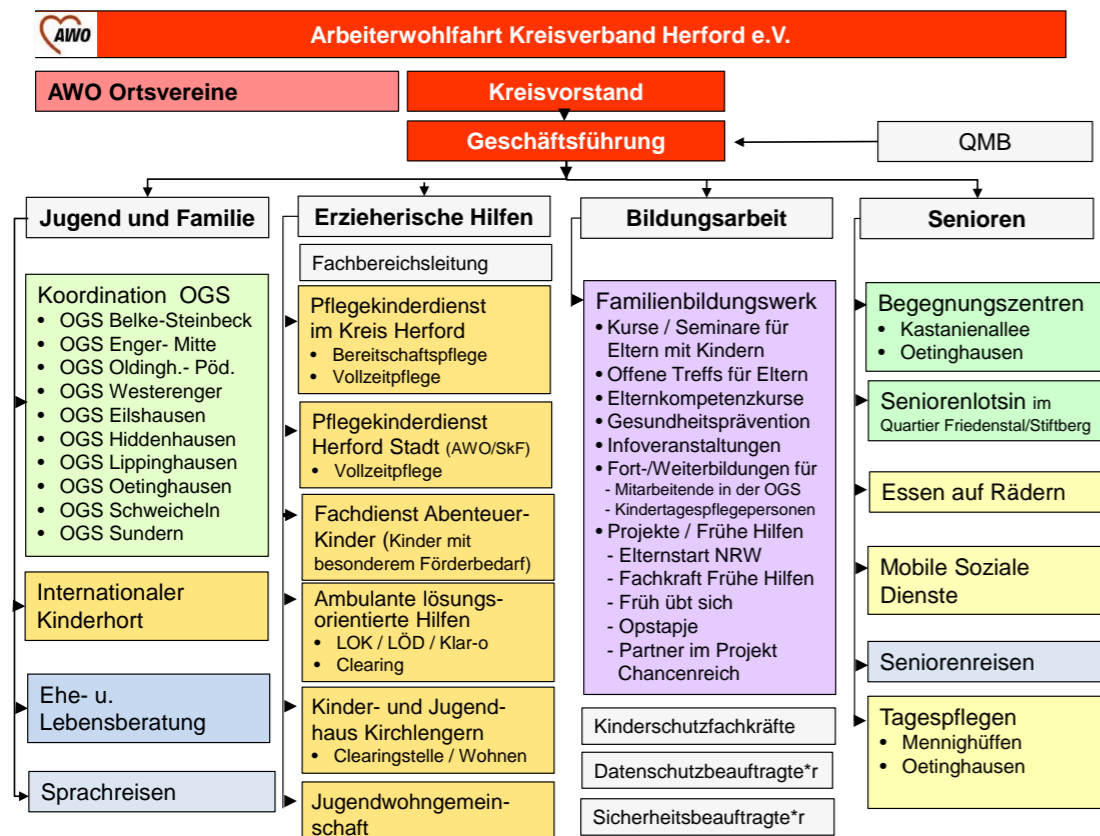 AWO
Arbeiterwohlfahrt Kreisverband Herford e.V.
AWO Ortsvereine
Kreisvorstand
Geschäftsführung
QMB
Jugend und Familie
Koordination OGS
• OGS Belke-Steinbeck
• OGS Enger- Mitte
• OGS Oldingh.- Pöd.
• OGS Westerenger
• OGS Eilshausen
• OGS Hiddenhausen
• OGS Lippinghausen
• OGS Oetinghausen
• OGS Schweicheln
• OGS Sundern
Internationaler
Kinderhort
Ehe- u.
Lebensberatung
Sprachreisen
Erzieherische Hilfen
Fachbereichsleitung
Pflegekinderdienst
im Kreis Herford
• Bereitschaftspflege
• Vollzeitpflege
Pflegekinderdienst
Herford Stadt (AWO/SkF)
• Vollzeitpflege
Fachdienst Abenteuer-
Kinder (Kinder mit
besonderem Förderbedarf)
Ambulante lösungs-
orientierte Hilfen
• LOK / LÖD / Klar-o
• Clearing
Kinder- und Jugend-
haus Kirchlengern
• Clearingstelle / Wohnen
Jugendwohngemein-
schaft
Bildungsarbeit
Familienbildungswerk
• Kurse / Seminare für
Eltern mit Kindern
• Offene Treffs für Eltern
• Elternkompetenzkurse
• Gesundheitsprävention
• Infoveranstaltungen
• Fort-/Weiterbildungen für
- Mitarbeitende in der OGS
- Kindertagespflegepersonen
• Projekte / Frühe Hilfen
- Elternstart NRW
- Fachkraft Frühe Hilfen
- Früh übt sich
- Opstapje
- Partner im Projekt
Chancenreich
Kinderschutzfachkräfte
Datenschutzbeauftragte*r
Sicherheitsbeauftragte*r
Senioren
Begegnungszentren
• Kastanienallee
• Oetinghausen
Seniorenlotsin im
Quartier Friedenstal/Stiftberg
Essen auf Rädern
Mobile Soziale
Dienste
Seniorenreisen
Tagespflegen
• Mennighüffen
• Oetinghausen